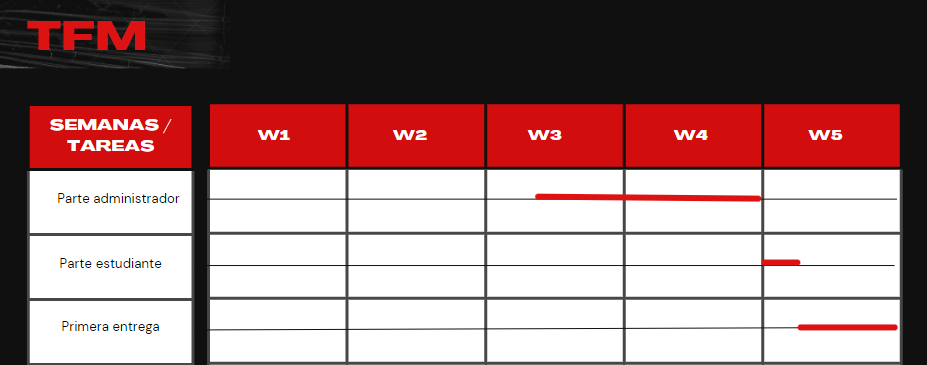 TFM
SEMANAS /
TAREAS
W1
W2
W3
W4
W5
Parte administrador
Parte estudiante
Primera entrega